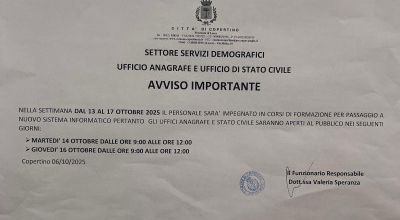 CITTÀ DI COPERTINO
SETTORE SERVIZI DEMOGRAFICI
UFFICIO ANAGRAFE E UFFICIO DI STATO CIVILE
AVVISO IMPORTANTE
NELLA SETTIMANA DAL 13 AL 17 OTTOBRE 2025 IL PERSONALE SARA' IMPEGNATO IN CORSI DI FORMAZIONE PER PASSAGGIO A
NUOVO SISTEMA INFORMATICO PERTANTO GLI UFFICI ANAGRAFE E STATO CIVILE SARANNO APERTI AL PUBBLICO NEI SEGUENTI
GIORNI:
➤ MARTEDI' 14 OTTOBRE DALLE ORE 9:00 ALLE ORE 12:00
➤ GIOVEDI' 16 OTTOBRE DALLE ORE 9:00 ALLE ORE 12:00
Copertino 06/10/2025
Il Funzionario Responsabile
Dott.ssa Valeria Speranza